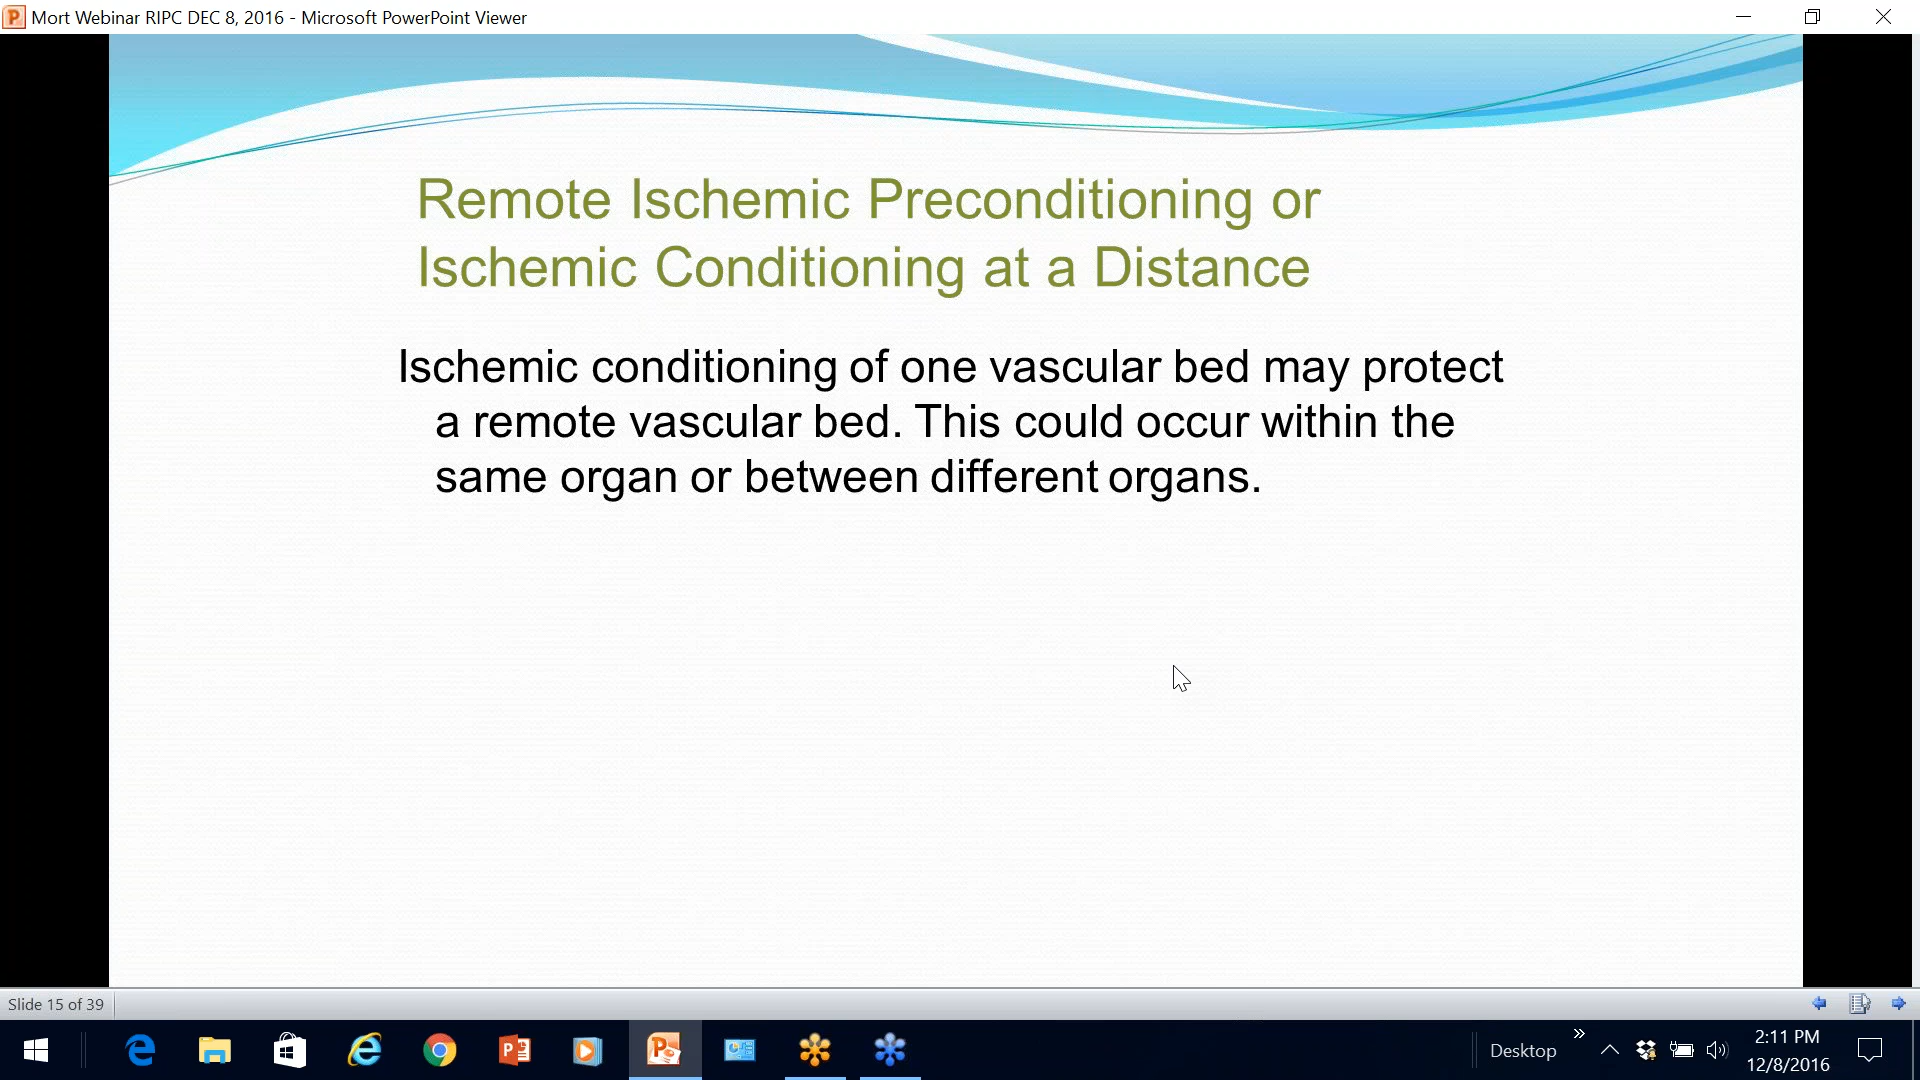 Mort Webinar RIPC DEC 8, 2016 - Microsoft PowerPoint Viewer
Remote Ischemic Preconditioning or
Ischemic Conditioning at a Distance
Ischemic conditioning of one vascular bed may protect
a remote vascular bed. This could occur within the
same organ or between different organs.
Slide 15 of 39
Desktop
2:11 PM
12/8/2016